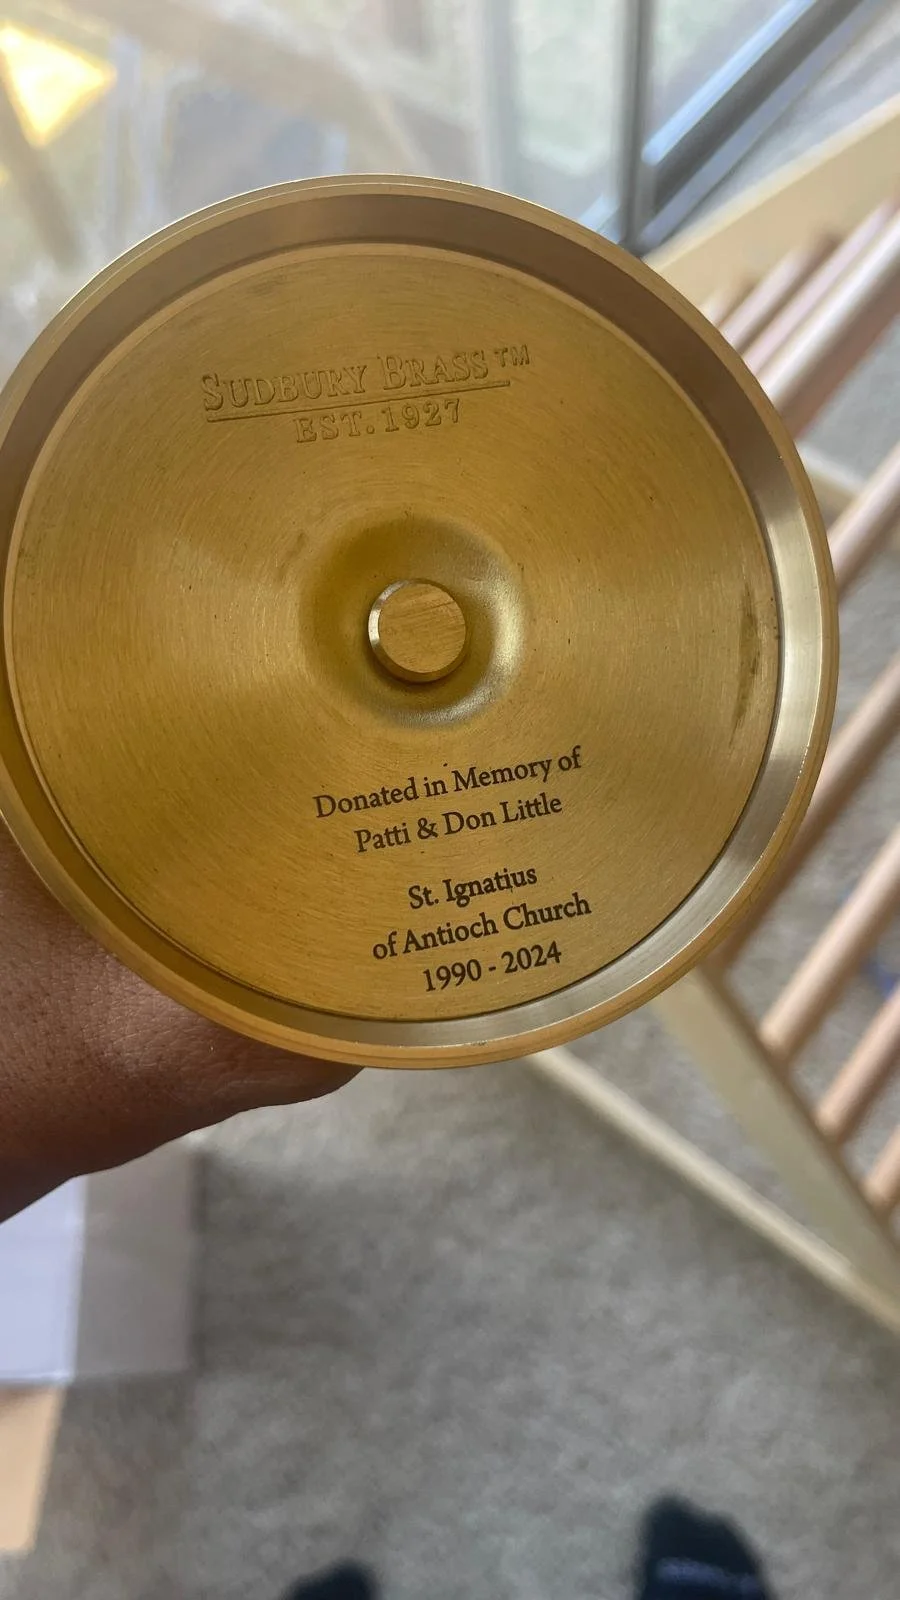 SUDBURY BRASS™
EST. 1927
Donated in Memory of
Patti & Don Little
St. Ignatius
of Antioch Church
1990 - 2024